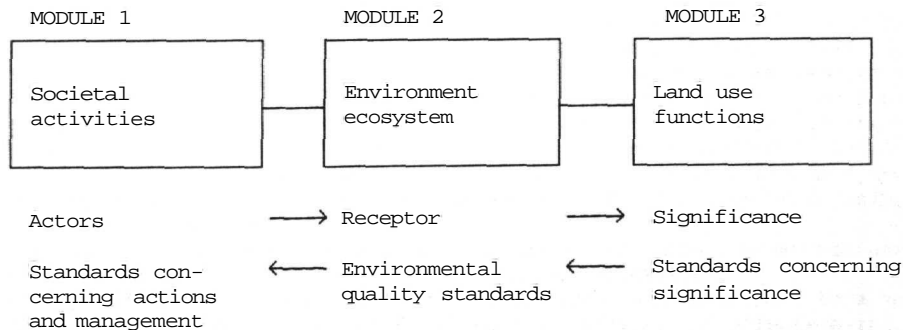 MODULE 1 MODULE 2 MODULE 3
Societal Environment Land use
activities ecosystem functions
Actors → Receptor → Significance
Standards con- ← Environmental ← Standards concerning
cerning actions quality standards significance
and management